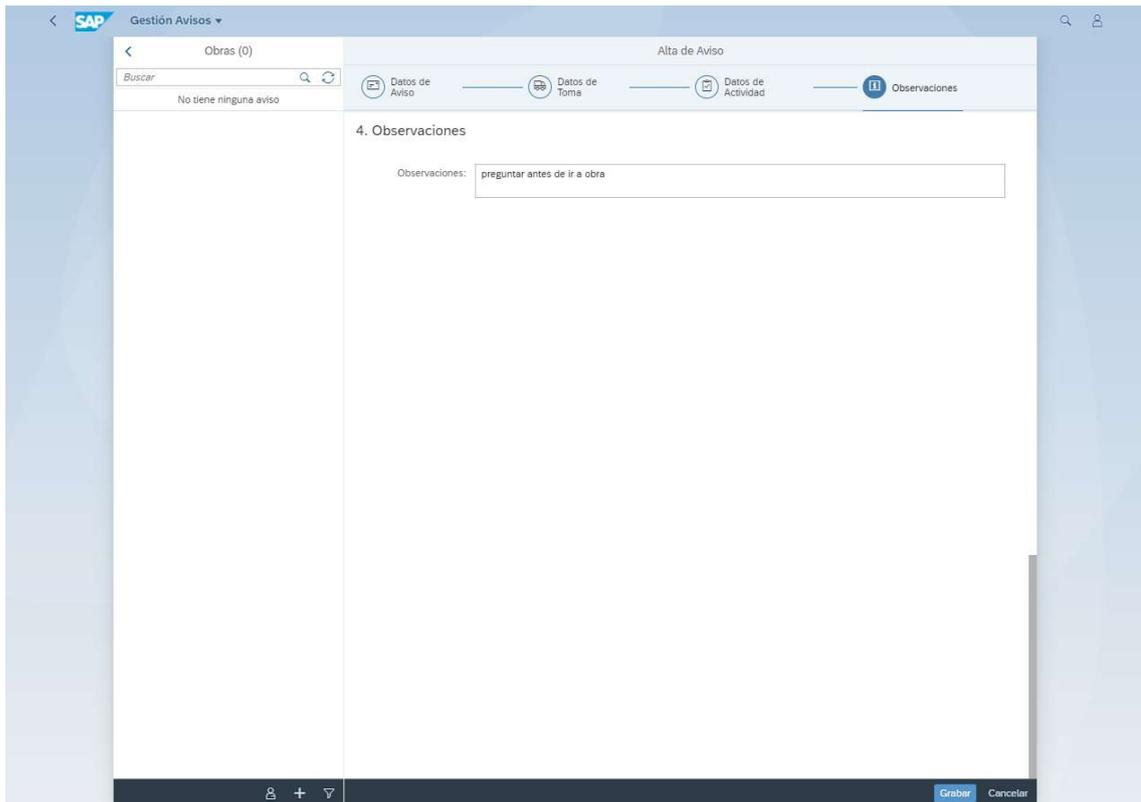 SAP
Gestión Avisos
Obras (0)
Alta de Aviso
Buscar
No tiene ninguna aviso
Datos de
Aviso
Datos de
Toma
Datos de
Actividad
Observaciones
4. Observaciones
Observaciones:
preguntar antes de ir a obra
Grabar
Cancelar